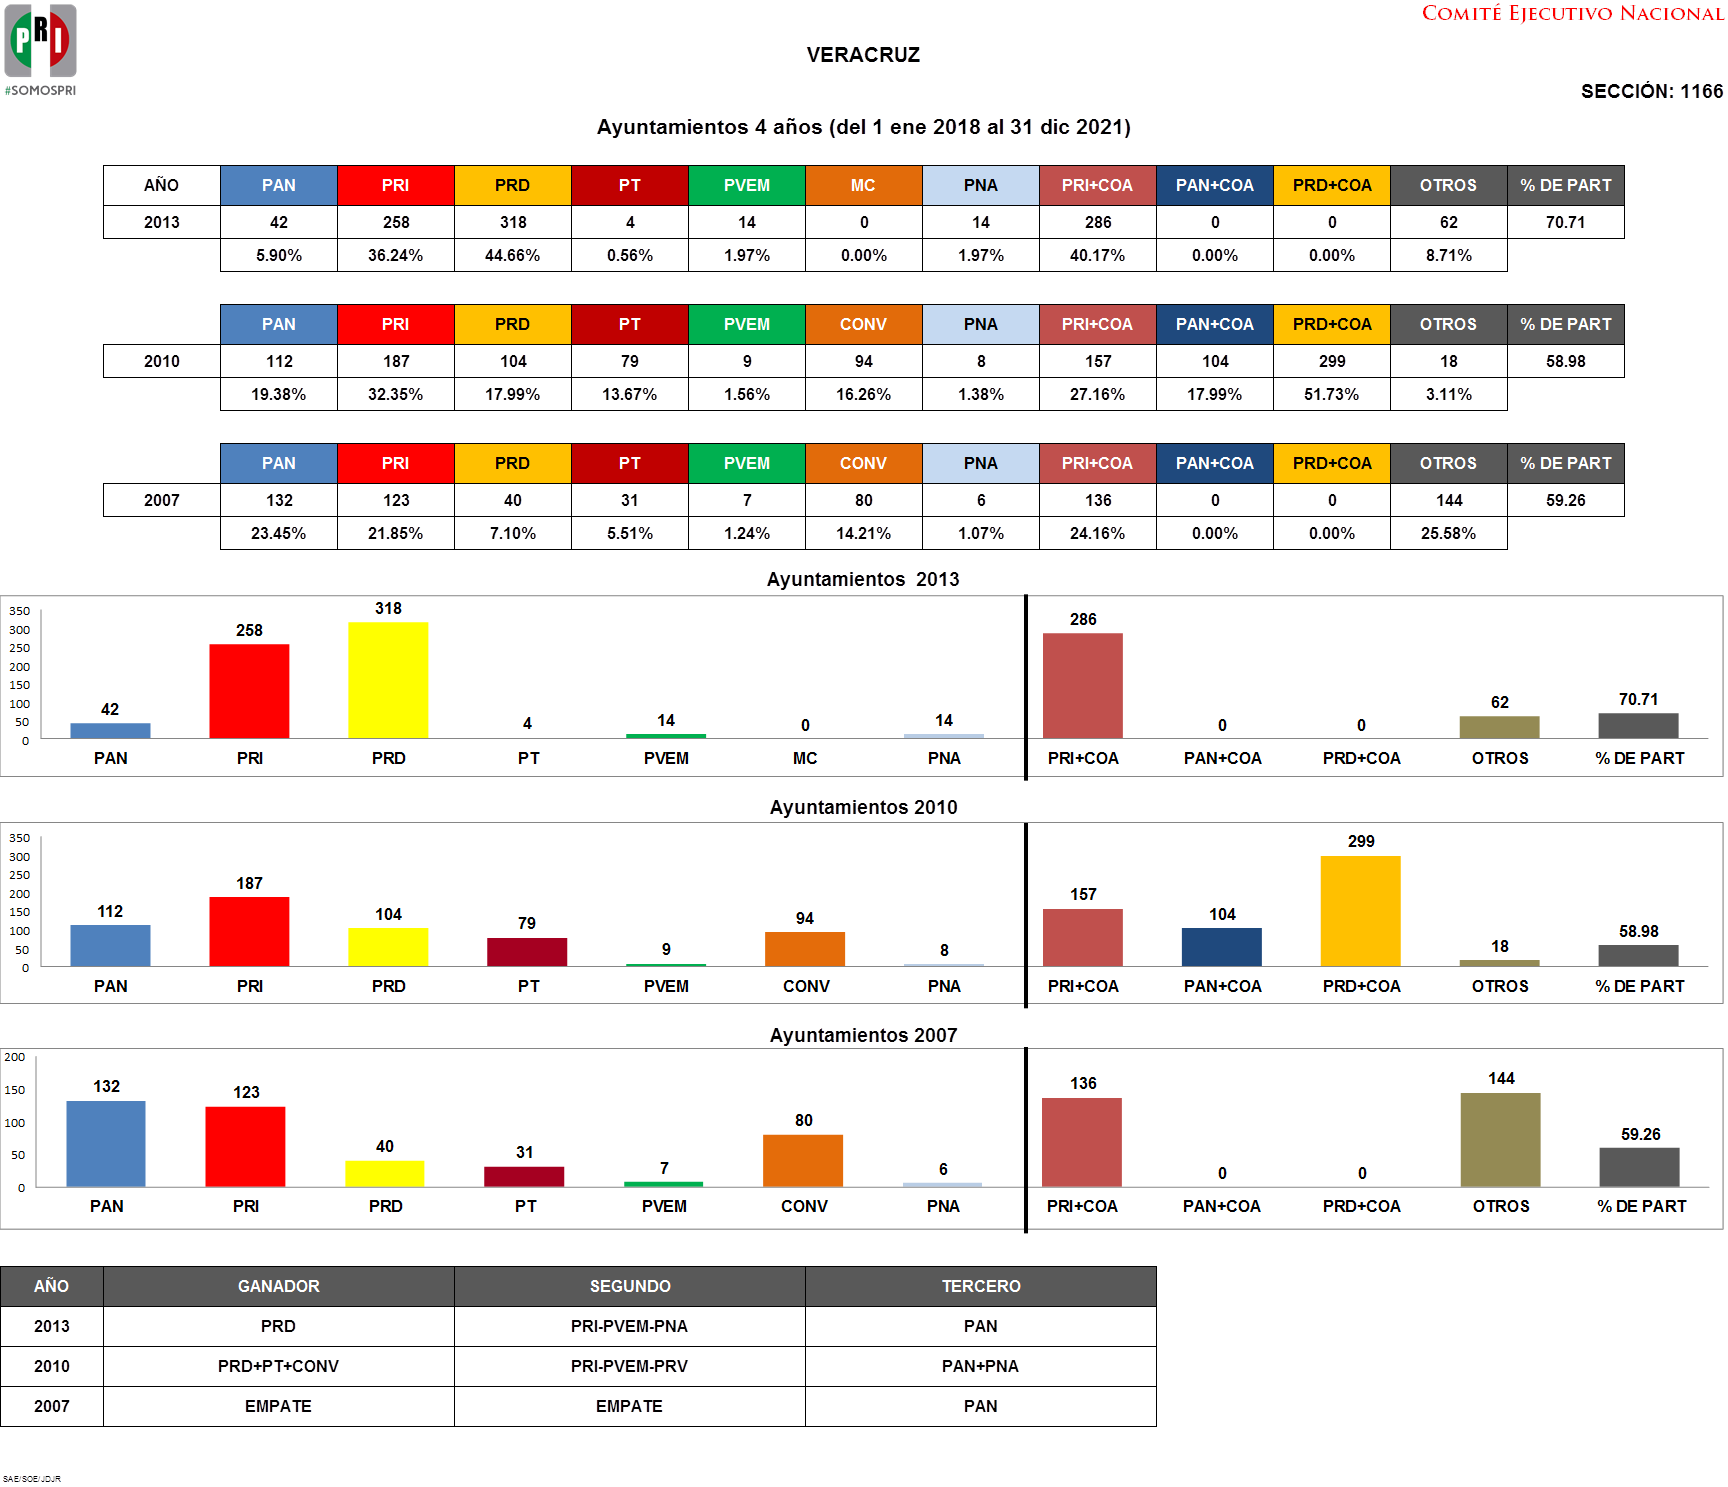 PRI
#SOMOSPRI
COMITÉ EJECUTIVO NACIONAL
VERACRUZ
SECCIÓN: 1166
Ayuntamientos 4 años (del 1 ene 2018 al 31 dic 2021)
AÑO PAN PRI PRD PT PVEM MC PNA PRI+COA PAN+COA PRD+COA OTROS % DE PART
2013 42 258 318 4 14 0 14 286 0 0 62 70.71
5.90% 36.24% 44.66% 0.56% 1.97% 0.00% 1.97% 40.17% 0.00% 0.00% 8.71%
PAN PRI PRD PT PVEM CONV PNA PRI+COA PAN+COA PRD+COA OTROS % DE PART
2010 112 187 104 79 9 94 8 157 104 299 18 58.98
19.38% 32.35% 17.99% 13.67% 1.56% 16.26% 1.38% 27.16% 17.99% 51.73% 3.11%
PAN PRI PRD PT PVEM CONV PNA PRI+COA PAN+COA PRD+COA OTROS % DE PART
2007 132 123 40 31 7 80 6 136 0 0 144 59.26
23.45% 21.85% 7.10% 5.51% 1.24% 14.21% 1.07% 24.16% 0.00% 0.00% 25.58%
Ayuntamientos 2013
350
300
250
200
150
100
50
0
42 258 318 4 14 0 14 286 0 0 62 70.71
PAN PRI PRD PT PVEM MC PNA PRI+COA PAN+COA PRD+COA OTROS % DE PART
Ayuntamientos 2010
350
300
250
200
150
100
50
0
112 187 104 79 9 94 8 157 104 299 18 58.98
PAN PRI PRD PT PVEM CONV PNA PRI+COA PAN+COA PRD+COA OTROS % DE PART
Ayuntamientos 2007
200
150
100
50
0
132 123 40 31 7 80 6 136 0 0 144 59.26
PAN PRI PRD PT PVEM CONV PNA PRI+COA PAN+COA PRD+COA OTROS % DE PART
AÑO GANADOR SEGUNDO TERCERO
2013 PRD PRI-PVEM-PNA PAN
2010 PRD+PT+CONV PRI-PVEM-PRV PAN+PNA
2007 EMPATE EMPATE PAN
SAE/SOE/JDJR